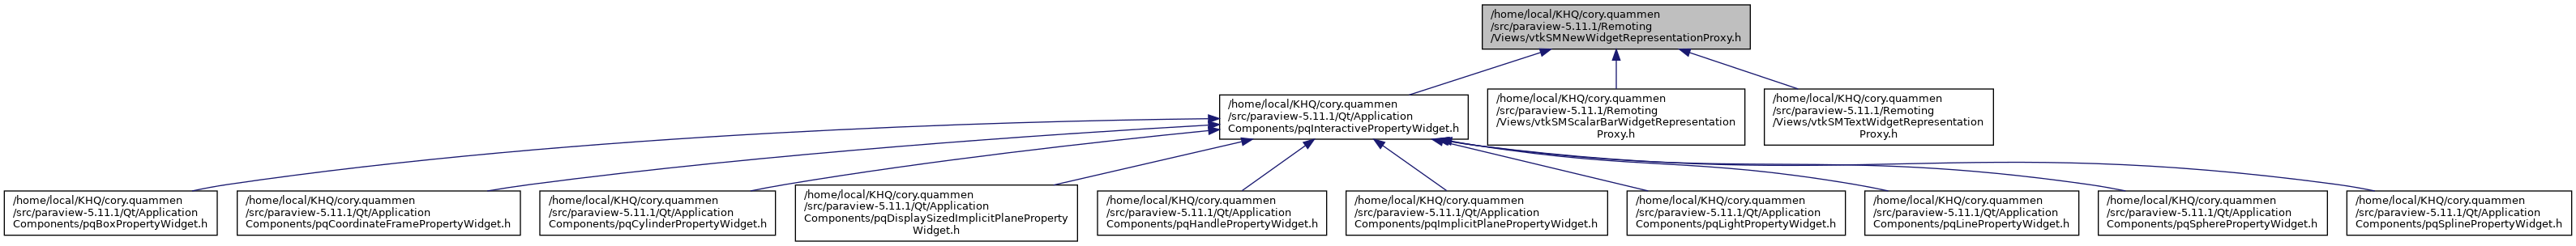 /home/local/KHQ/cory.quammen
/src/paraview-5.11.1/Remoting
/Views/vtkSMNewWidgetRepresentationProxy.h
/home/local/KHQ/cory.quammen
/src/paraview-5.11.1/Qt/Application
Components/pqInteractivePropertyWidget.h
/home/local/KHQ/cory.quammen
/src/paraview-5.11.1/Remoting
/Views/vtkSMScalarBarWidgetRepresentation
Proxy.h
/home/local/KHQ/cory.quammen
/src/paraview-5.11.1/Remoting
/Views/vtkSMTextWidgetRepresentation
Proxy.h
/home/local/KHQ/cory.quammen
/src/paraview-5.11.1/Qt/Application
Components/pqBoxPropertyWidget.h
/home/local/KHQ/cory.quammen
/src/paraview-5.11.1/Qt/Application
Components/pqCoordinateFramePropertyWidget.h
/home/local/KHQ/cory.quammen
/src/paraview-5.11.1/Qt/Application
Components/pqCylinderPropertyWidget.h
/home/local/KHQ/cory.quammen
/src/paraview-5.11.1/Qt/Application
Components/pqDisplaySizedImplicitPlaneProperty
Widget.h
/home/local/KHQ/cory.quammen
/src/paraview-5.11.1/Qt/Application
Components/pqHandlePropertyWidget.h
/home/local/KHQ/cory.quammen
/src/paraview-5.11.1/Qt/Application
Components/pqImplicitPlanePropertyWidget.h
/home/local/KHQ/cory.quammen
/src/paraview-5.11.1/Qt/Application
Components/pqLightPropertyWidget.h
/home/local/KHQ/cory.quammen
/src/paraview-5.11.1/Qt/Application
Components/pqLinePropertyWidget.h
/home/local/KHQ/cory.quammen
/src/paraview-5.11.1/Qt/Application
Components/pqSpherePropertyWidget.h
/home/local/KHQ/cory.quammen
/src/paraview-5.11.1/Qt/Application
Components/pqSplinePropertyWidget.h